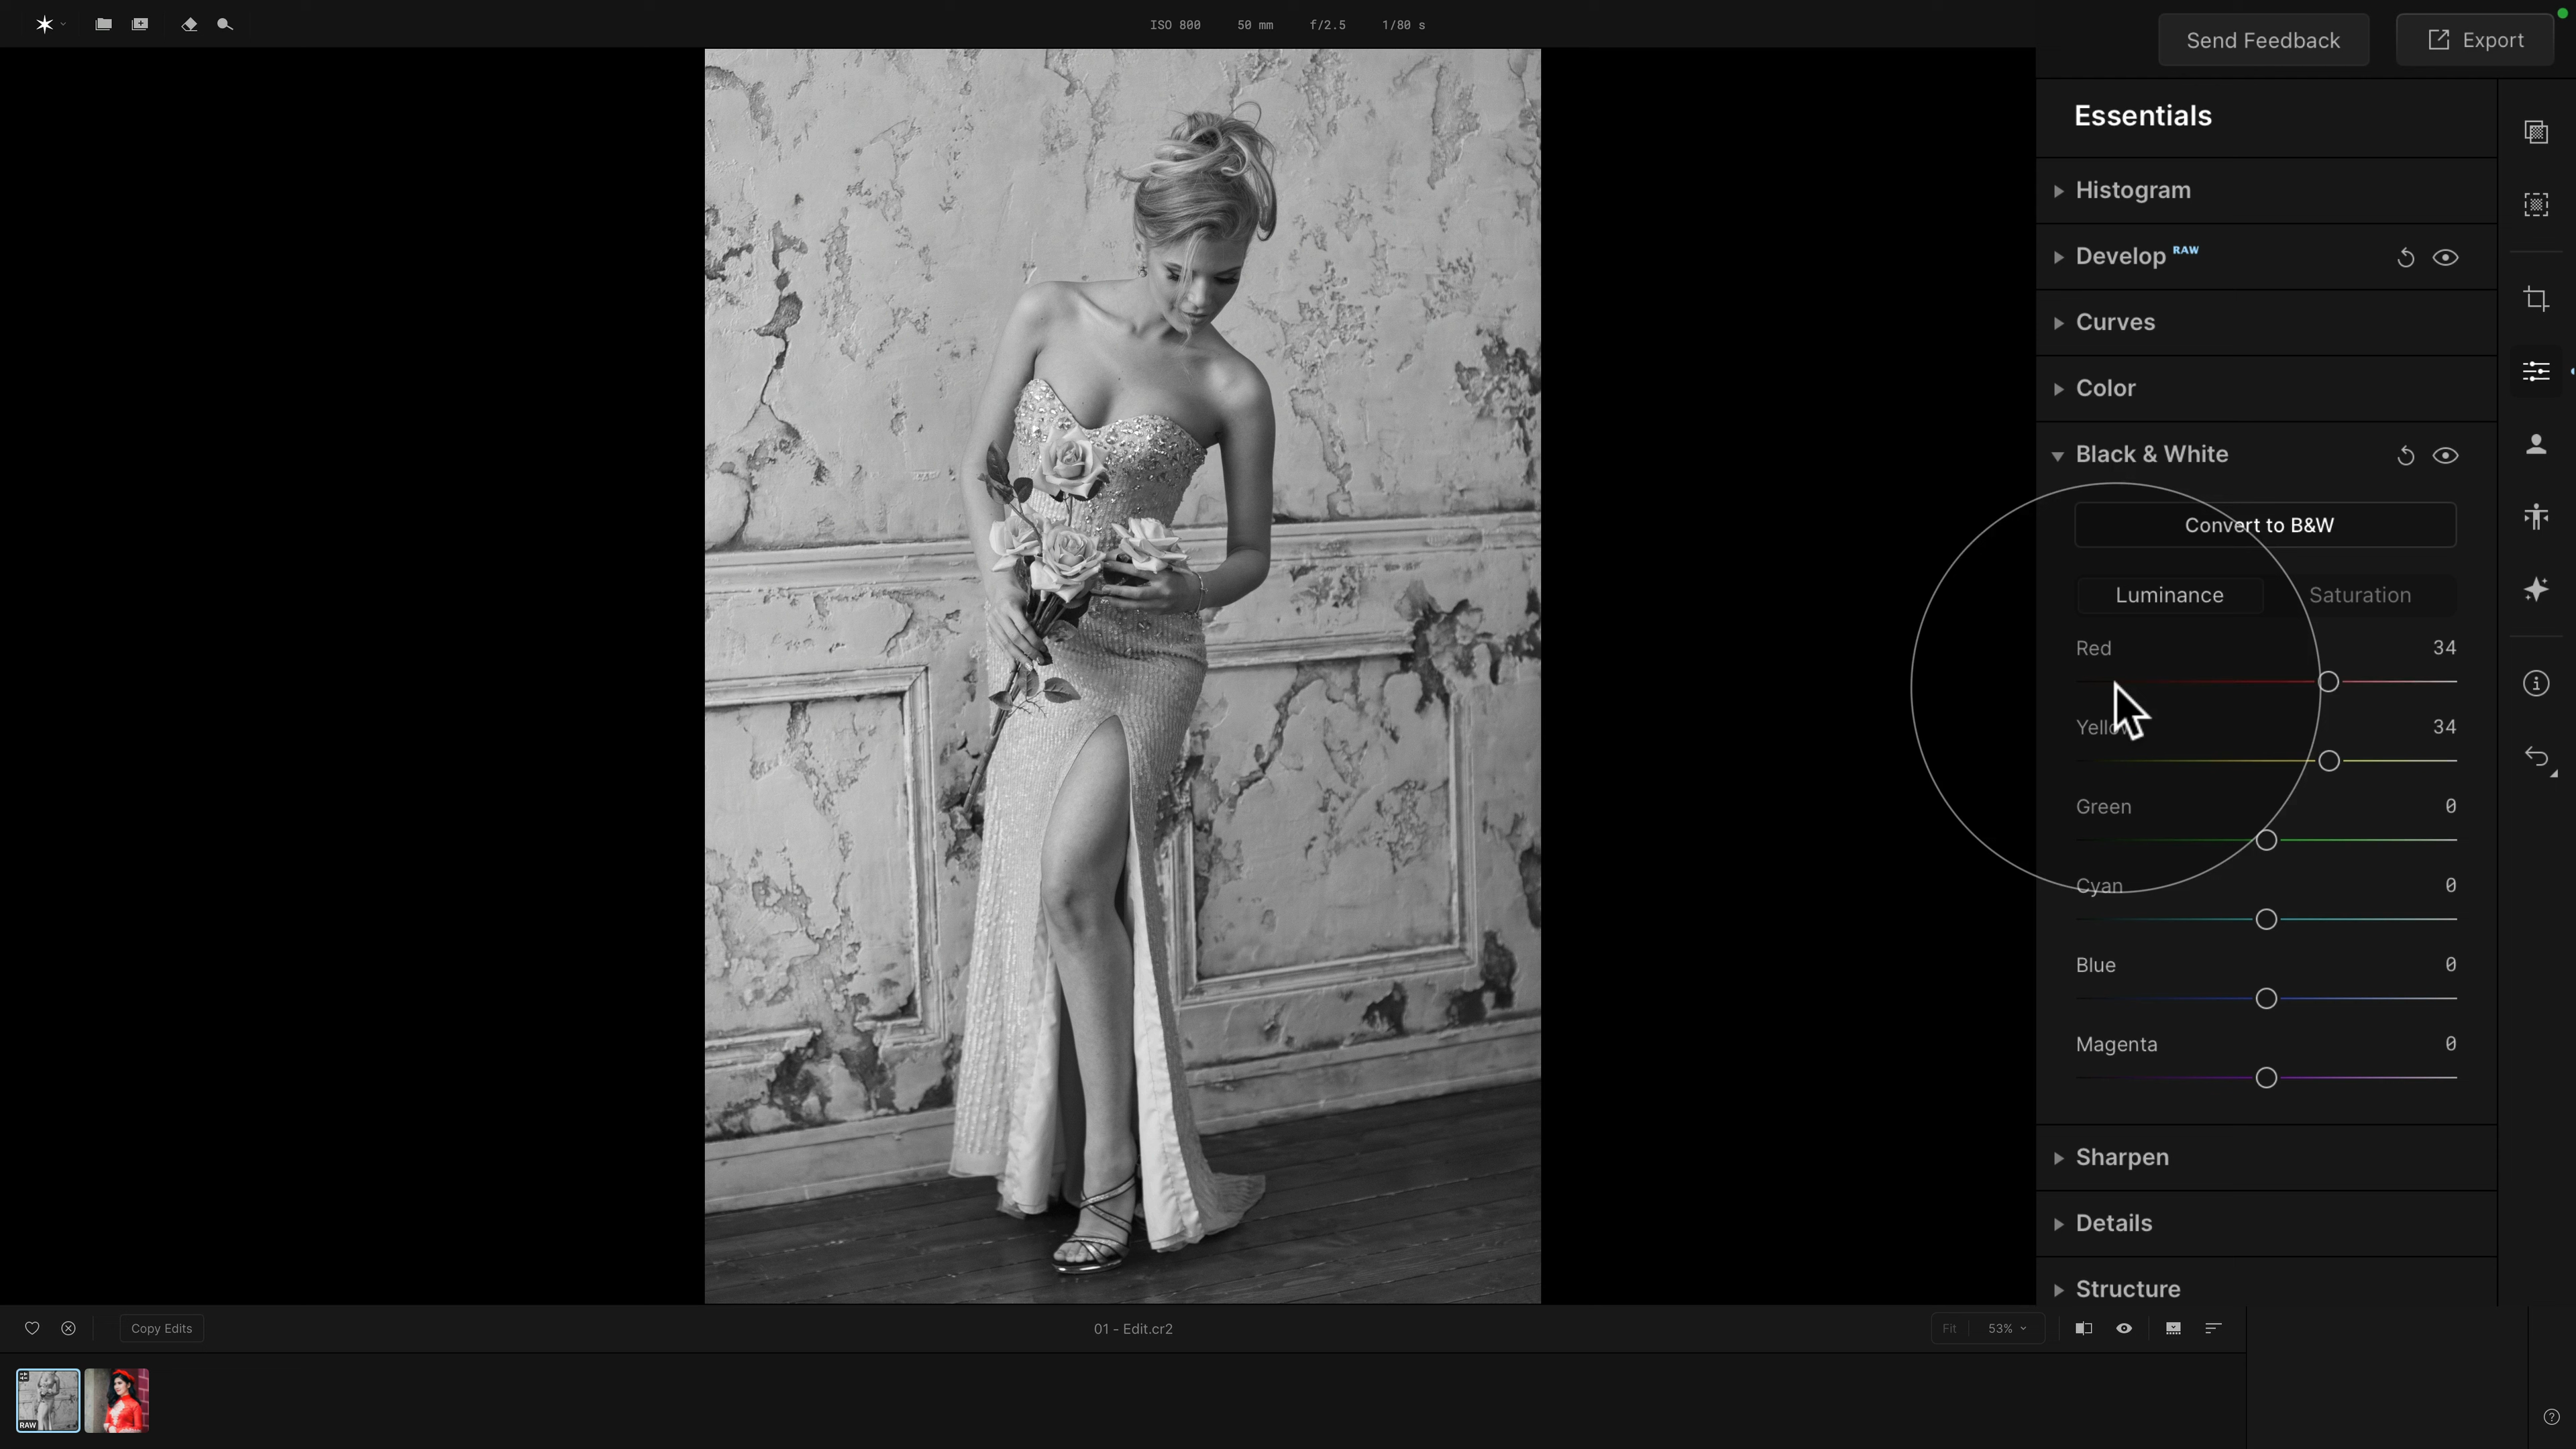 ISO 800 50 mm f/2.5 1/80 s
Send Feedback
Export
Essentials
Histogram
Develop RAW
Curves
Color
Black & White
Convert to B&W
Luminance Saturation
Red 34
Yellow 34
Green 0
Cyan 0
Blue 0
Magenta 0
Sharpen
Details
Structure
Copy Edits
01 - Edit.cr2
Fit 53%
RAW